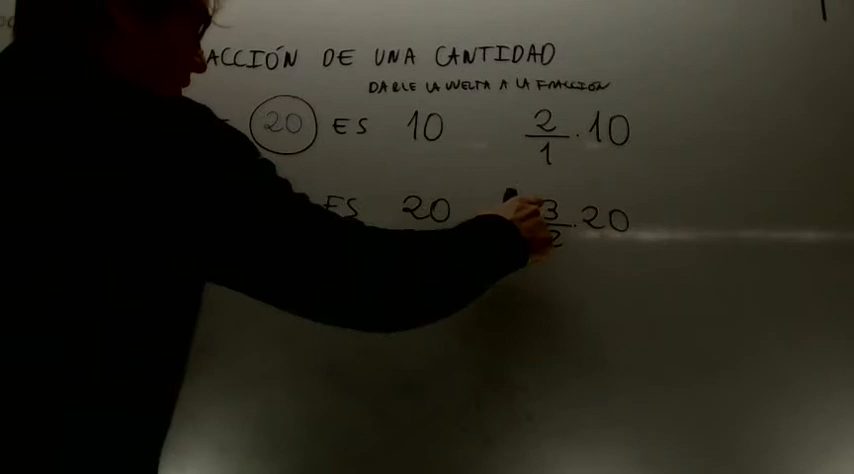 ACCIÓN DE UNA CANTIDAD
DARLE LA VUELTA A LA FRACCIÓN
20 ES 10 2/1 · 10
ES 20 3/2 · 20